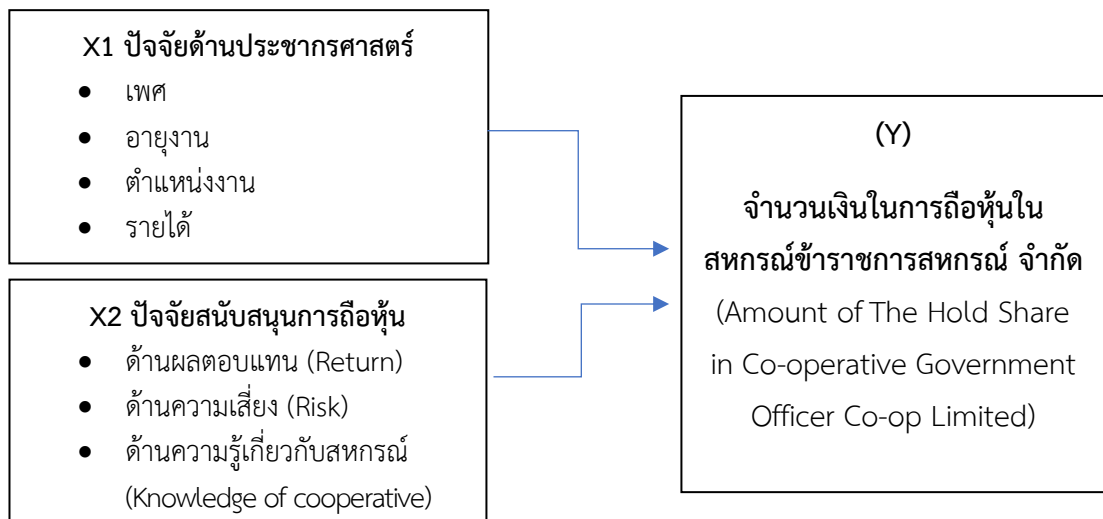 X1 ปัจจัยด้านประชากรศาสตร์
● เพศ
● อายุงาน
● ตำแหน่งงาน
● รายได้
X2 ปัจจัยสนับสนุนการถือหุ้น
● ด้านผลตอบแทน (Return)
● ด้านความเสี่ยง (Risk)
● ด้านความรู้เกี่ยวกับสหกรณ์
(Knowledge of cooperative)
(Y)
จำนวนเงินในการถือหุ้นใน
สหกรณ์ข้าราชการสหกรณ์ จำกัด
(Amount of The Hold Share
in Co-operative Government
Officer Co-op Limited)